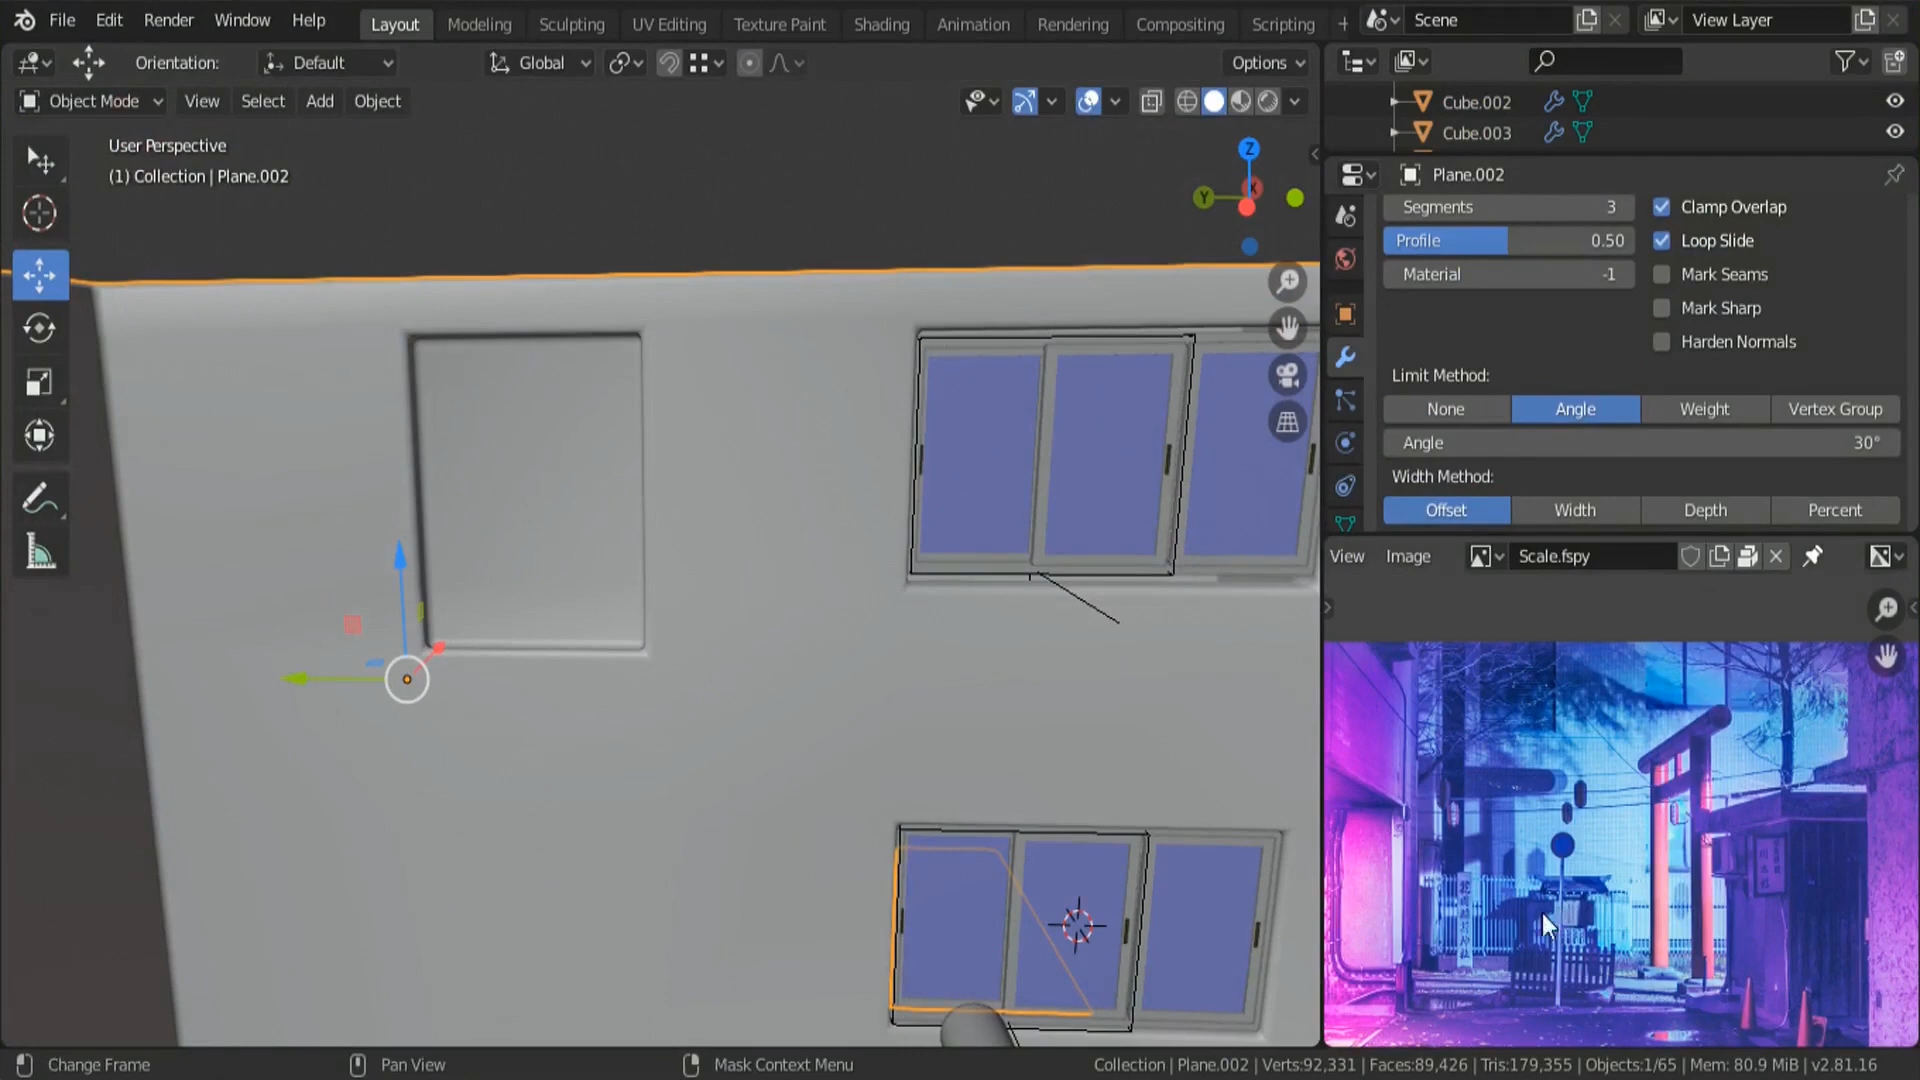 File Edit Render Window Help Layout Modeling Sculpting UV Editing Texture Paint Shading Animation Rendering Compositing Scripting + Scene View Layer
Orientation: Default Global Options
Object Mode View Select Add Object
Cube.002
Cube.003
User Perspective
(1) Collection | Plane.002
Z
Y
X
Plane.002
Segments 3 Clamp Overlap
Profile 0.50 Loop Slide
Material -1 Mark Seams
Mark Sharp
Harden Normals
Limit Method:
None Angle Weight Vertex Group
Angle 30°
Width Method:
Offset Width Depth Percent
View Image Scale.fspy
Change Frame Pan View Mask Context Menu Collection | Plane.002 | Verts:92,331 | Faces:89,426 | Tris:179,355 | Objects:1/65 | Mem: 80.9 MiB | v2.81.16